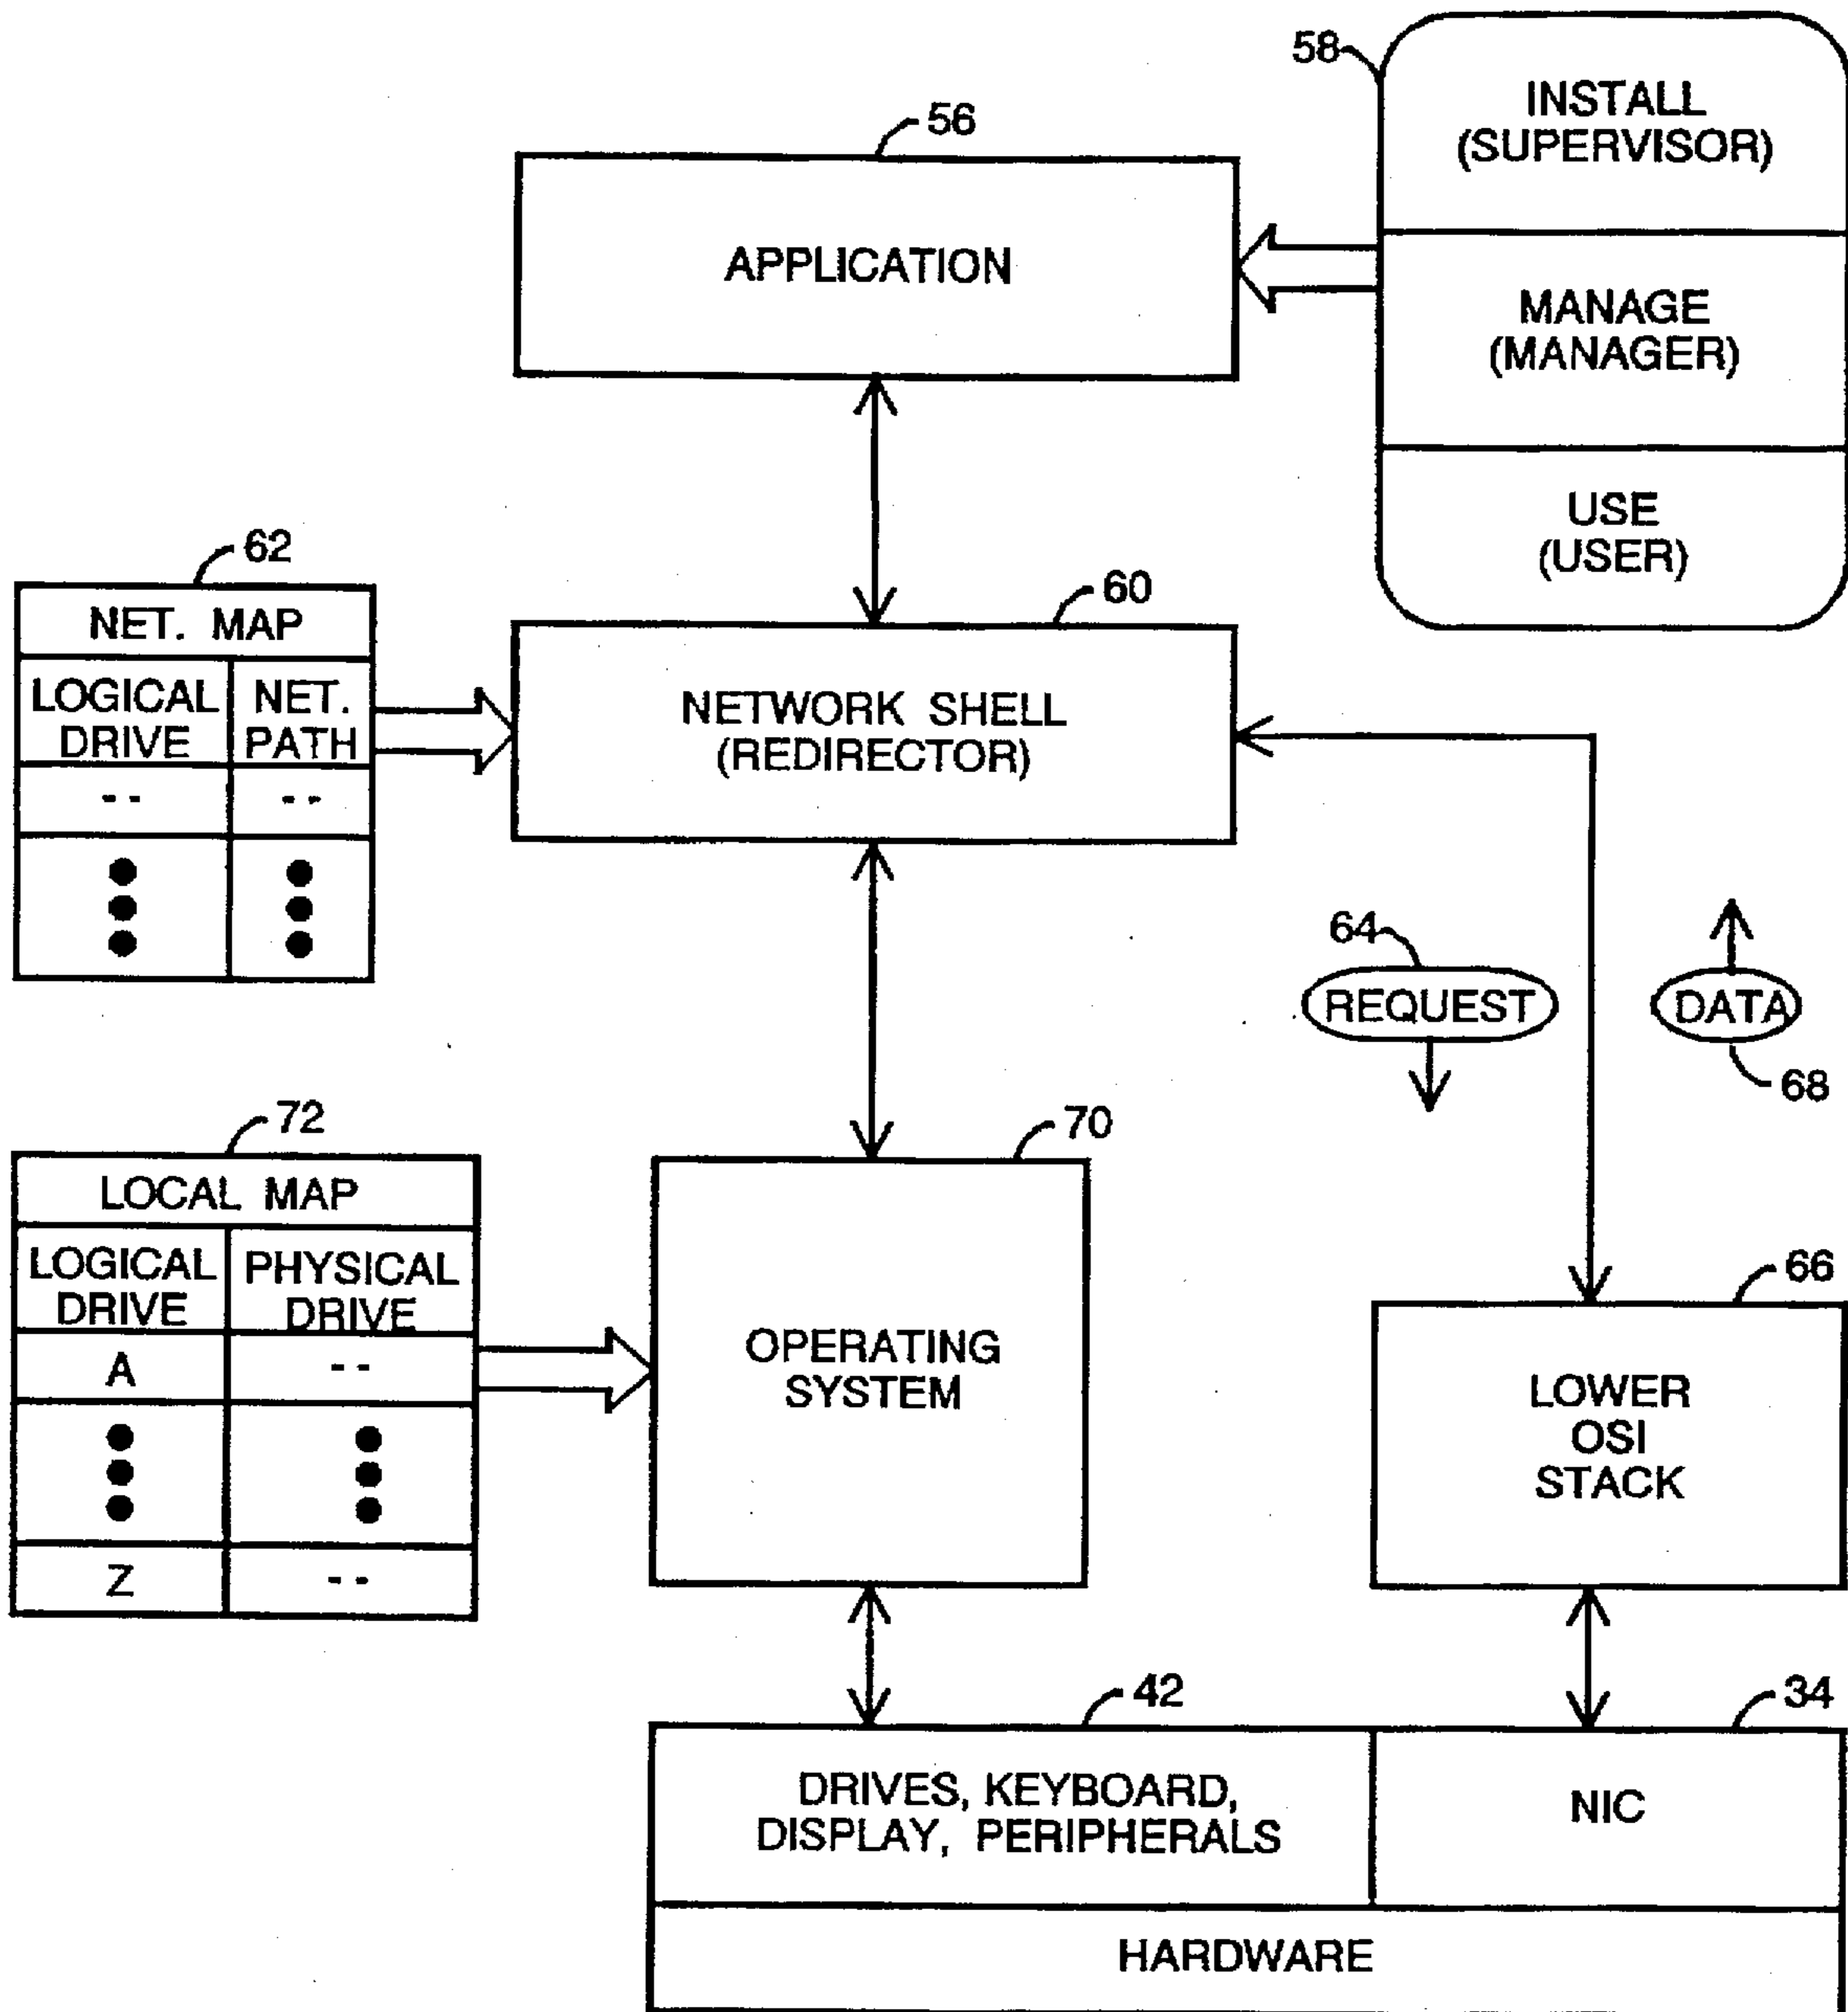 58
INSTALL
(SUPERVISOR)
56
APPLICATION
MANAGE
(MANAGER)
USE
(USER)
62
NET. MAP
LOGICAL
DRIVE
NET.
PATH
-- --
60
NETWORK SHELL
(REDIRECTOR)
64
REQUEST
DATA
68
72
LOCAL MAP
LOGICAL
DRIVE
PHYSICAL
DRIVE
A --
Z --
70
OPERATING
SYSTEM
66
LOWER
OSI
STACK
42
DRIVES, KEYBOARD,
DISPLAY, PERIPHERALS
34
NIC
HARDWARE